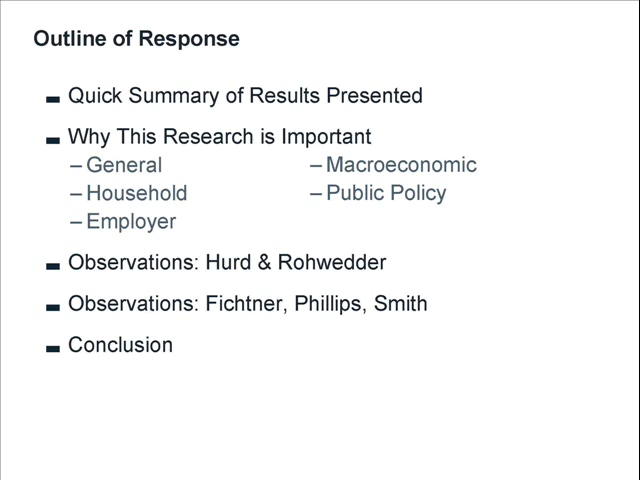 Outline of Response
Quick Summary of Results Presented
Why This Research is Important
– General
– Household
– Employer
– Macroeconomic
– Public Policy
Observations: Hurd & Rohwedder
Observations: Fichtner, Phillips, Smith
Conclusion